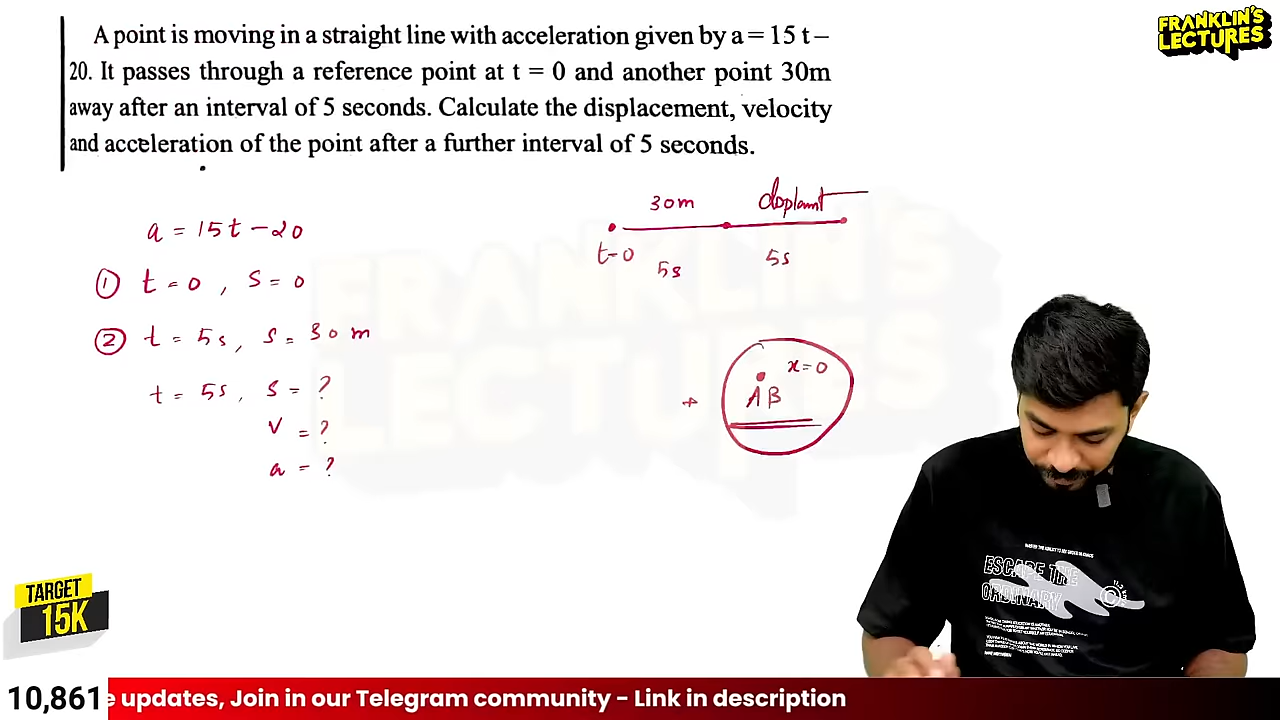 A point is moving in a straight line with acceleration given by a = 15 t –
20. It passes through a reference point at t = 0 and another point 30m
away after an interval of 5 seconds. Calculate the displacement, velocity
and acceleration of the point after a further interval of 5 seconds.
FRANKLIN'S
LECTURES
a = 15t - 20
① t = 0 , S = 0
② t = 5s, S = 30m
t = 5s, S = ?
V = ?
a = ?
30m
t=0
5s
5s
x=0
AB
FRANKLIN'S
LECTURES
ESCAPE THE
ORDINARY
TARGET
15K
10,861
e updates, Join in our Telegram community - Link in description